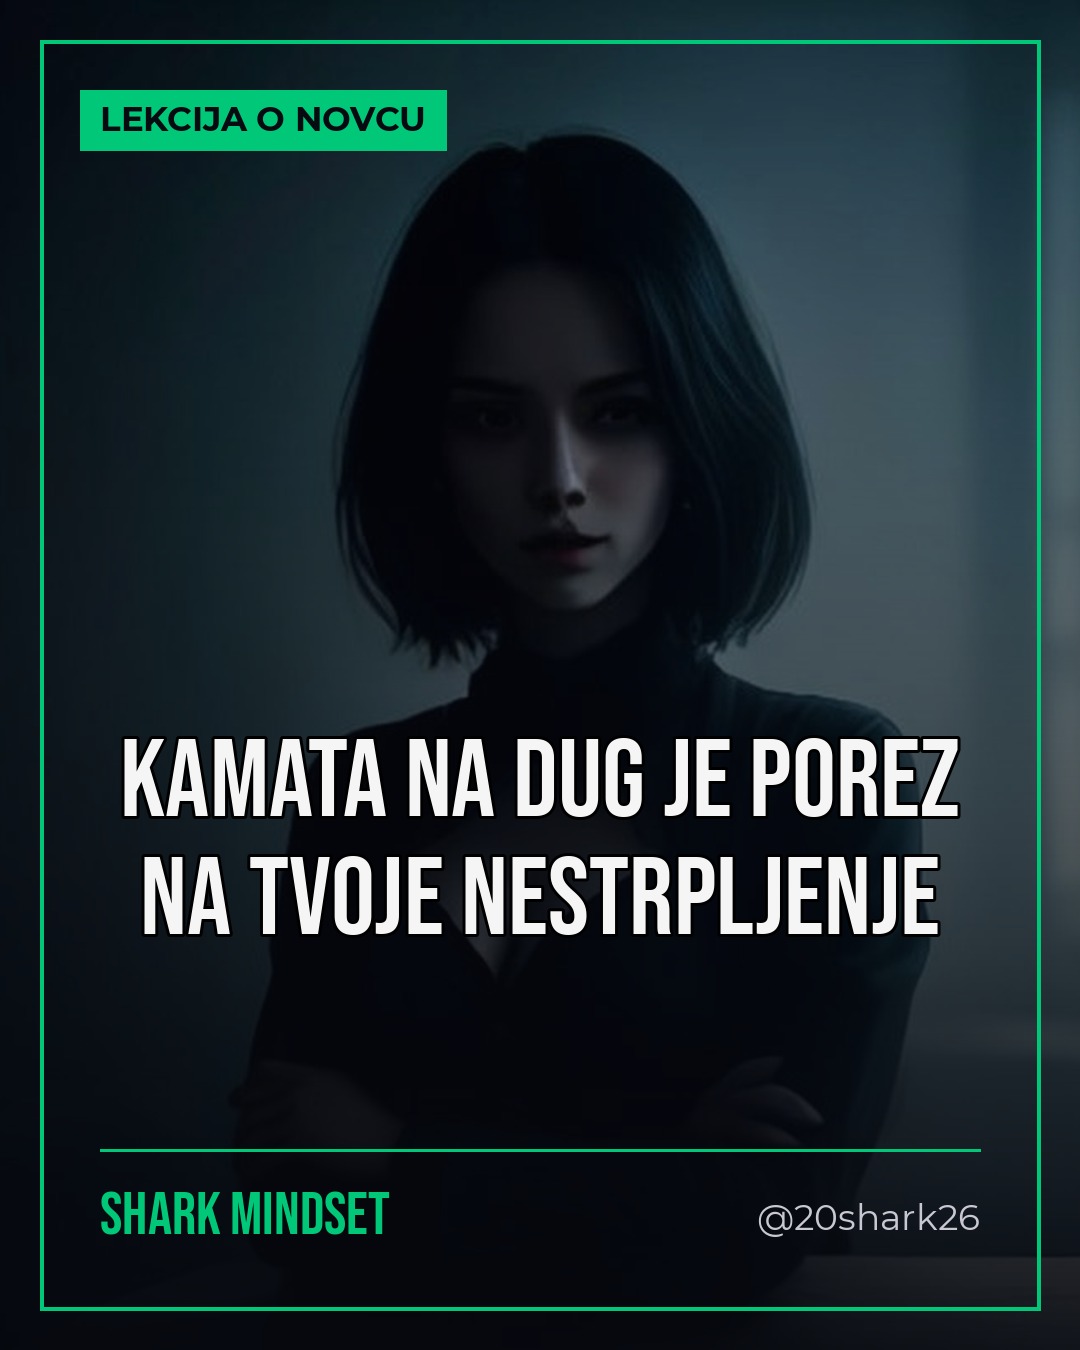 LEKCIJA O NOVCU
KAMATA NA DUG JE POREZ
NA TVOJE NESTRPLJENJE
SHARK MINDSET
@20shark26